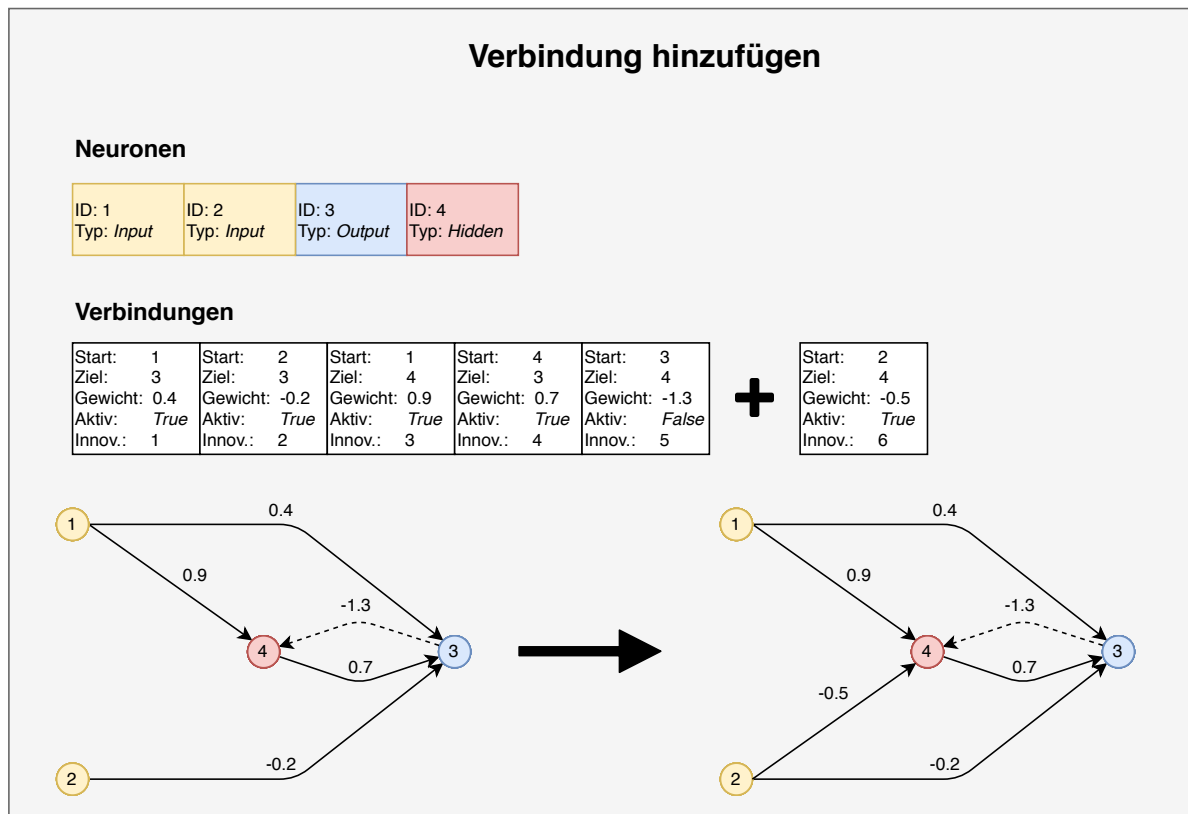 Verbindung hinzufügen
Neuronen
ID: 1 ID: 2 ID: 3 ID: 4
Typ: Input Typ: Input Typ: Output Typ: Hidden
Verbindungen
Start: 1 Start: 2 Start: 1 Start: 4 Start: 3 Start: 2
Ziel: 3 Ziel: 3 Ziel: 4 Ziel: 3 Ziel: 4 Ziel: 4
Gewicht: 0.4 Gewicht: -0.2 Gewicht: 0.9 Gewicht: 0.7 Gewicht: -1.3 Gewicht: -0.5
Aktiv: True Aktiv: True Aktiv: True Aktiv: True Aktiv: False Aktiv: True
Innov.: 1 Innov.: 2 Innov.: 3 Innov.: 4 Innov.: 5 Innov.: 6
0.4 0.4
1 1
0.9 0.9
-1.3 -1.3
4 3 4 3
0.7 0.7
-0.5
-0.2 -0.2
2 2